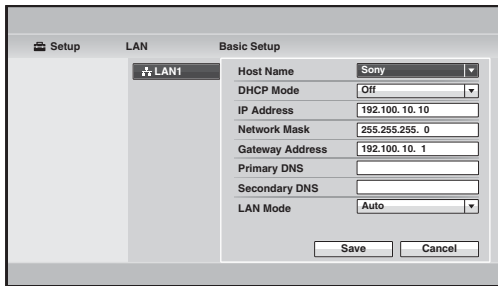 Setup LAN Basic Setup
LAN1
Host Name Sony
DHCP Mode Off
IP Address 192.100. 10. 10
Network Mask 255.255.255. 0
Gateway Address 192.100. 10. 1
Primary DNS
Secondary DNS
LAN Mode Auto
Save Cancel